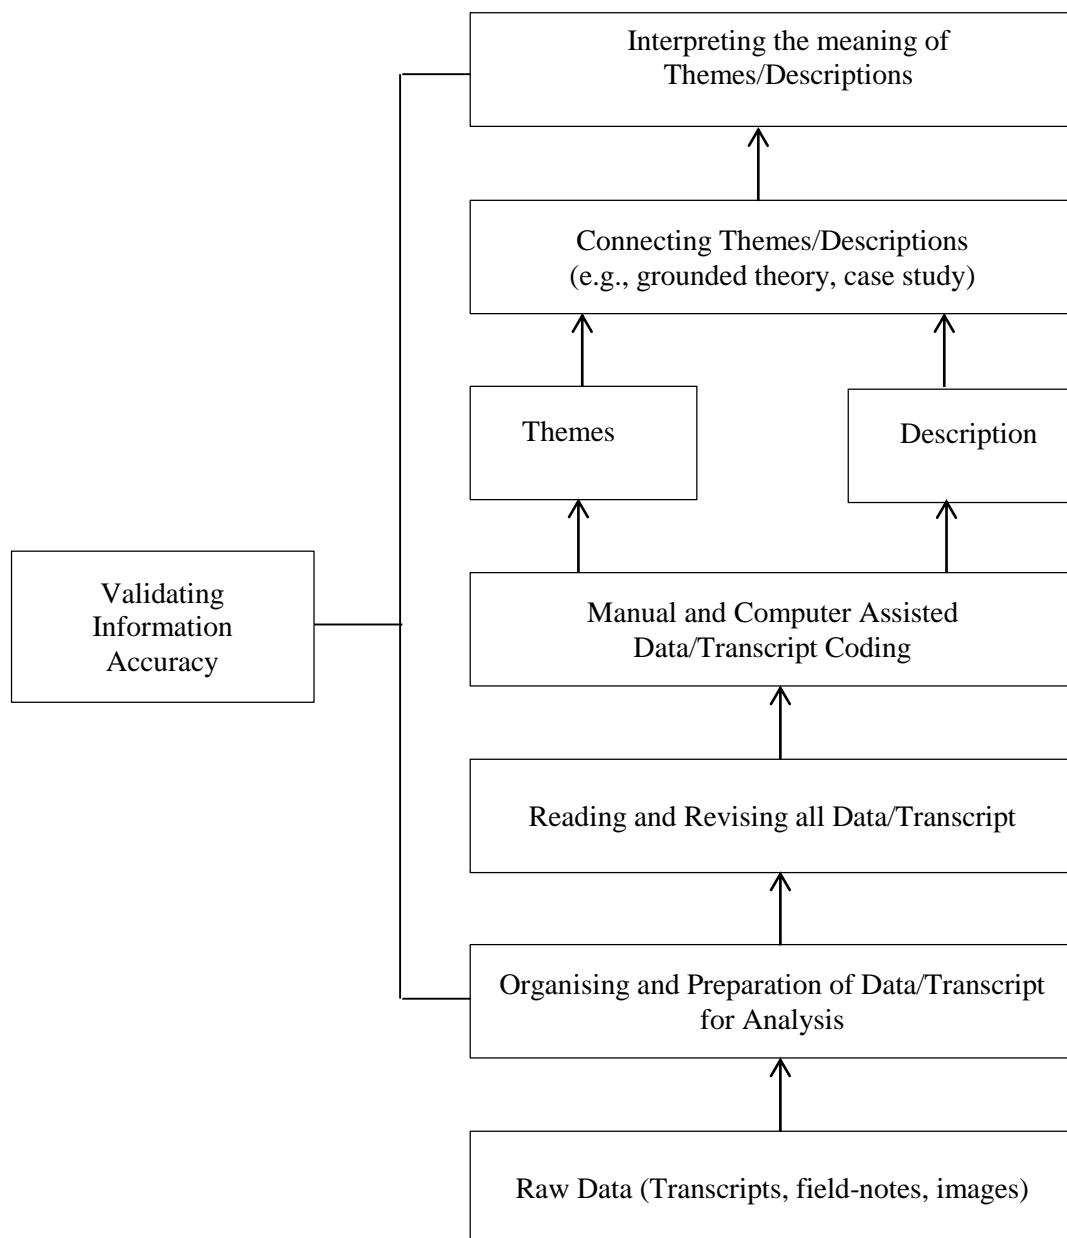 Interpreting the meaning of
Themes/Descriptions
Connecting Themes/Descriptions
(e.g., grounded theory, case study)
Themes
Description
Validating
Information
Accuracy
Manual and Computer Assisted
Data/Transcript Coding
Reading and Revising all Data/Transcript
Organising and Preparation of Data/Transcript
for Analysis
Raw Data (Transcripts, field-notes, images)